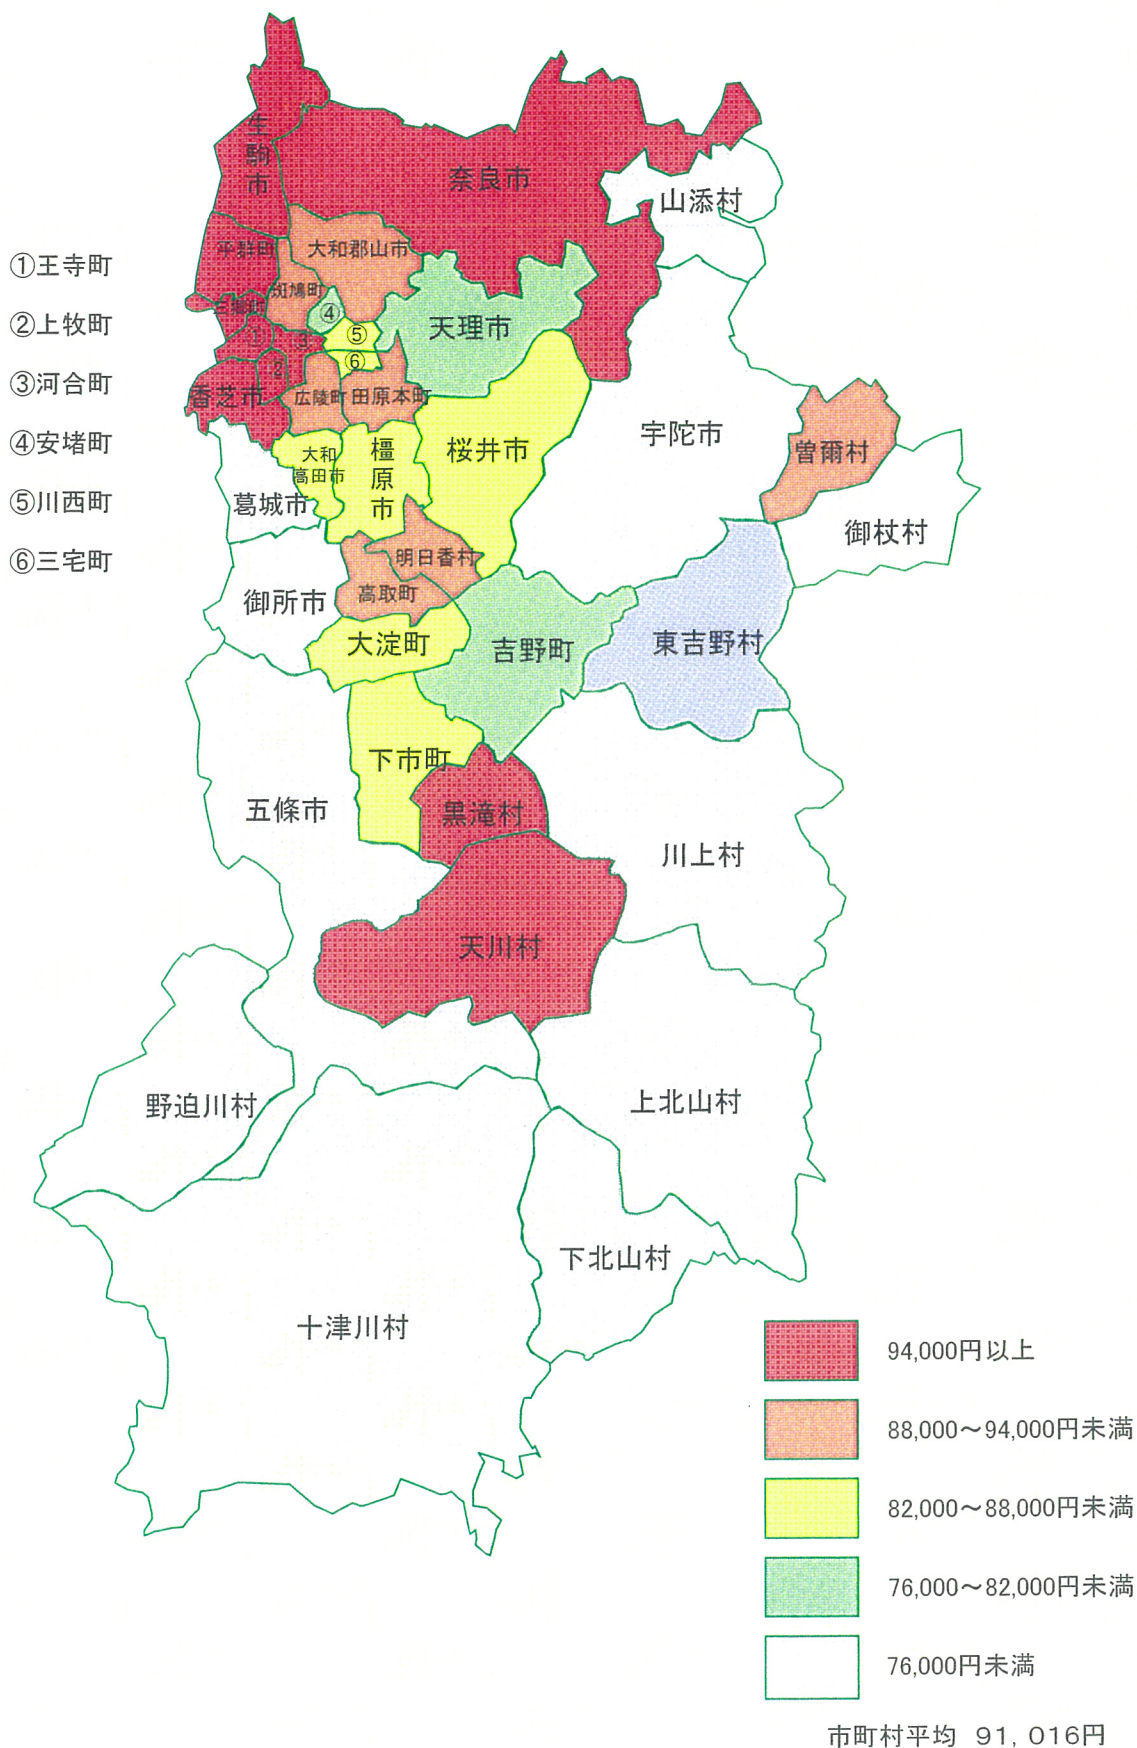 生駒市
奈良市
山添村
平群町
大和郡山市
①王寺町
斑鳩町
三郷町
④
②上牧町
①
③
⑤
天理市
⑥
③河合町
②
香芝市
広陵町
田原本町
宇陀市
④安堵町
大和
高田市
橿原市
桜井市
曽爾村
⑤川西町
葛城市
御杖村
⑥三宅町
明日香村
御所市
高取町
大淀町
吉野町
東吉野村
下市町
五條市
黒滝村
川上村
天川村
野迫川村
上北山村
下北山村
十津川村
94,000円以上
88,000～94,000円未満
82,000～88,000円未満
76,000～82,000円未満
76,000円未満
市町村平均 91,016円